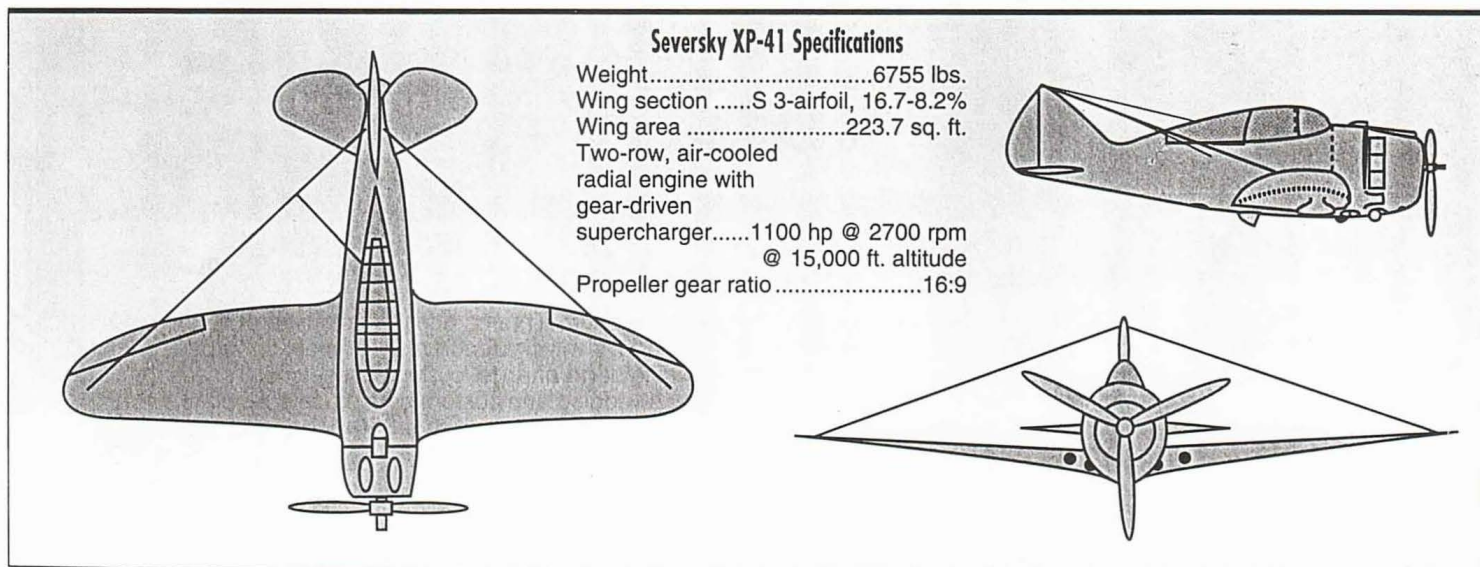 Seversky XP-41 Specifications
Weight................................6755 lbs.
Wing section ......S 3-airfoil, 16.7-8.2%
Wing area .......................223.7 sq. ft.
Two-row, air-cooled
radial engine with
gear-driven
supercharger......1100 hp @ 2700 rpm
@ 15,000 ft. altitude
Propeller gear ratio .....................16:9